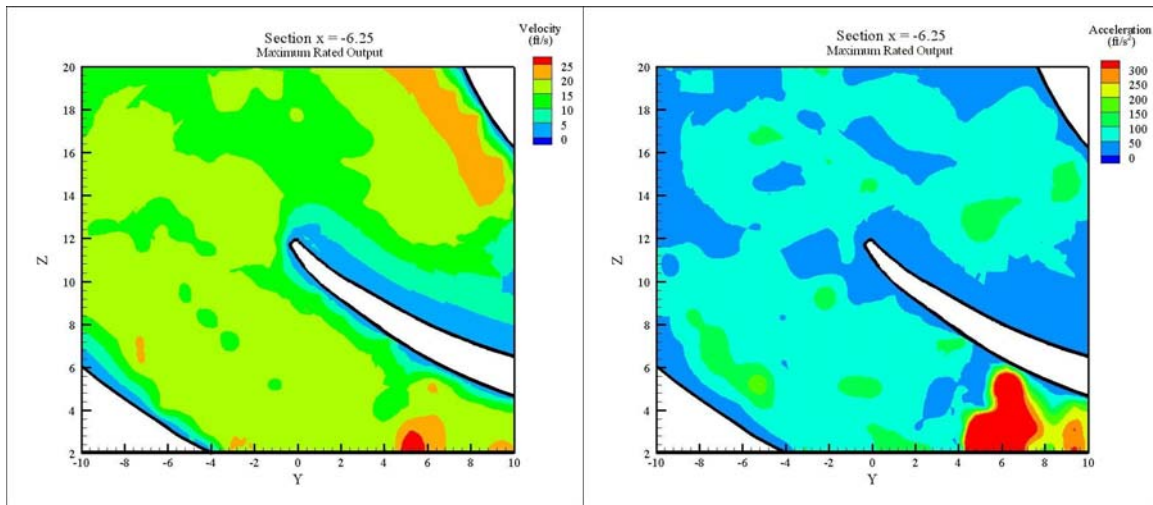 Section x = -6.25
Maximum Rated Output
Velocity
(ft/s)
25
20
15
10
5
0
20
18
16
14
12
10
8
6
4
2
Z
-10 -8 -6 -4 -2 0 2 4 6 8 10
Y
Section x = -6.25
Maximum Rated Output
Acceleration
(ft/s²)
300
250
200
150
100
50
0
20
18
16
14
12
10
8
6
4
2
Z
-10 -8 -6 -4 -2 0 2 4 6 8 10
Y